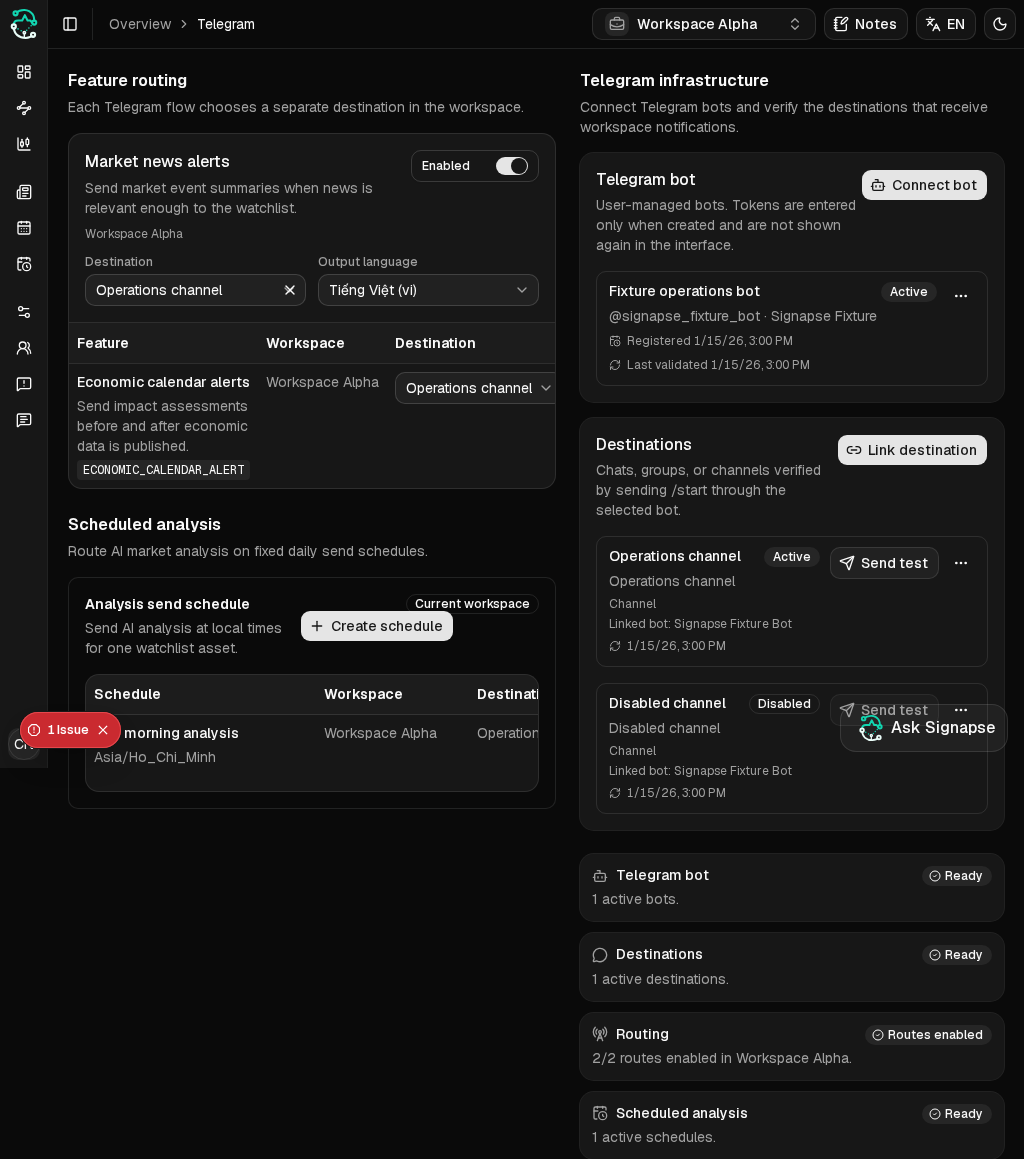 Overview
Telegram
Workspace Alpha
Notes
EN
Feature routing
Each Telegram flow chooses a separate destination in the workspace.
Market news alerts
Enabled
Send market event summaries when news is
relevant enough to the watchlist.
Workspace Alpha
Destination
Output language
Operations channel
Tiếng Việt (vi)
Feature
Workspace
Destination
Economic calendar alerts
Workspace Alpha
Operations channel
Send impact assessments
before and after economic
data is published.
ECONOMIC_CALENDAR_ALERT
Scheduled analysis
Route AI market analysis on fixed daily send schedules.
Analysis send schedule
Current workspace
Send AI analysis at local times
for one watchlist asset.
Create schedule
Schedule
Workspace
Destinati
morning analysis
Workspace Alpha
Operation
Asia/Ho_Chi_Minh
1 Issue
Telegram infrastructure
Connect Telegram bots and verify the destinations that receive
workspace notifications.
Telegram bot
Connect bot
User-managed bots. Tokens are entered
only when created and are not shown
again in the interface.
Fixture operations bot
Active
@signapse_fixture_bot · Signapse Fixture
Registered 1/15/26, 3:00 PM
Last validated 1/15/26, 3:00 PM
Destinations
Link destination
Chats, groups, or channels verified
by sending /start through the
selected bot.
Operations channel
Active
Send test
Operations channel
Channel
Linked bot: Signapse Fixture Bot
1/15/26, 3:00 PM
Disabled channel
Disabled
Send test
Disabled channel
Ask Signapse
Channel
Linked bot: Signapse Fixture Bot
1/15/26, 3:00 PM
Telegram bot
Ready
1 active bots.
Destinations
Ready
1 active destinations.
Routing
Routes enabled
2/2 routes enabled in Workspace Alpha.
Scheduled analysis
Ready
1 active schedules.